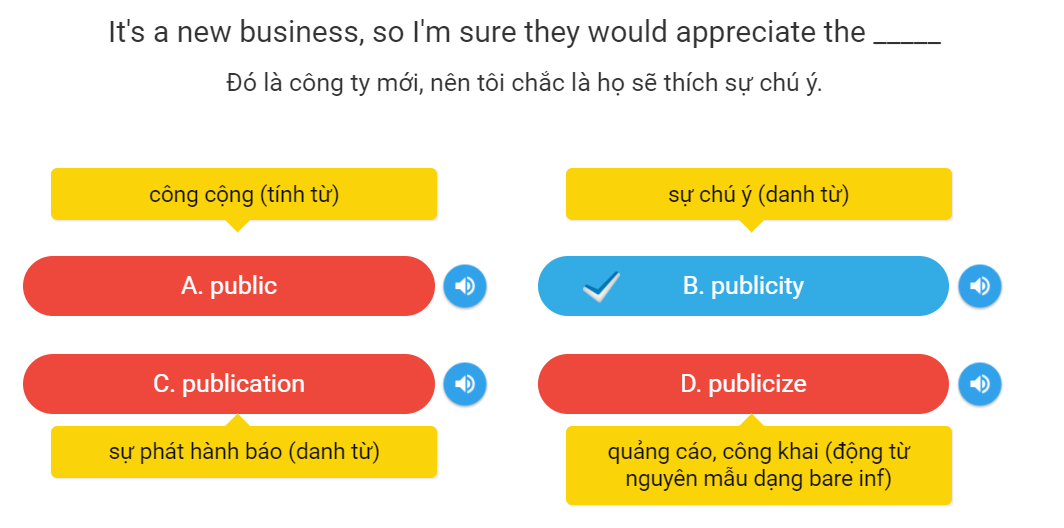 It's a new business, so I'm sure they would appreciate the _____
Đó là công ty mới, nên tôi chắc là họ sẽ thích sự chú ý.
công cộng (tính từ)
sự chú ý (danh từ)
A. public
B. publicity
C. publication
D. publicize
sự phát hành báo (danh từ)
quảng cáo, công khai (động từ
nguyên mẫu dạng bare inf)